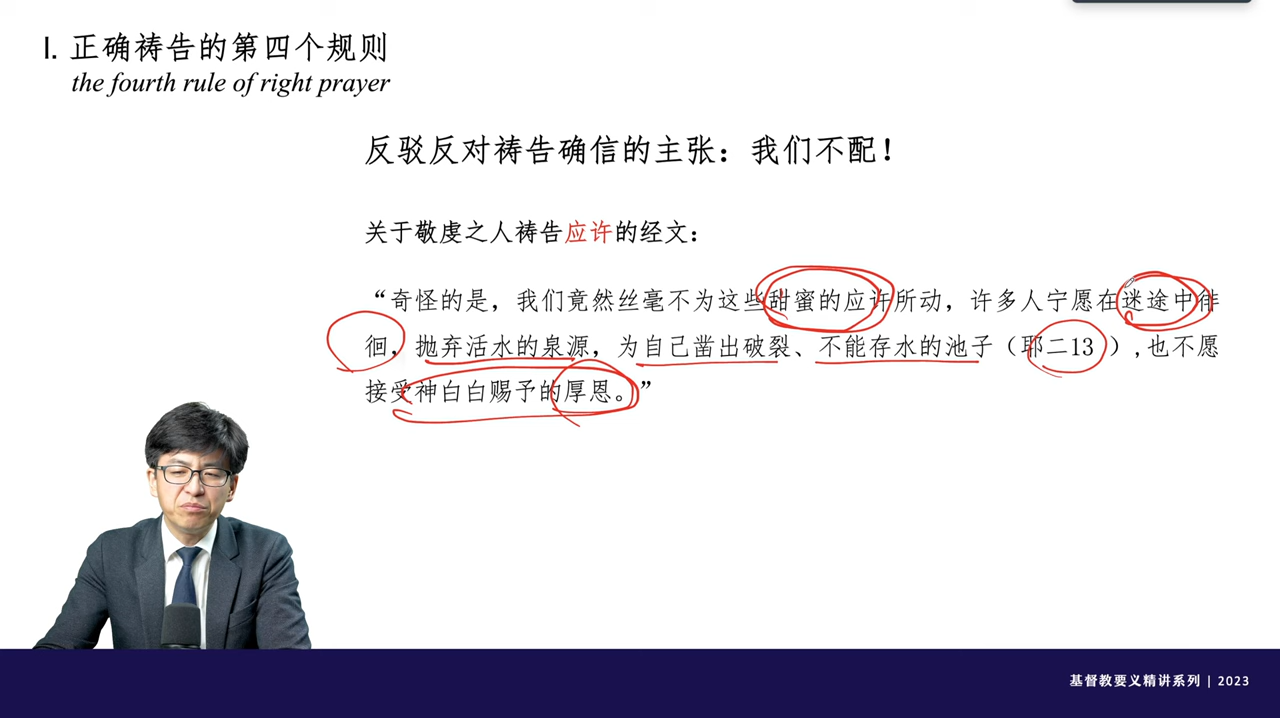 I. 正确祷告的第四个规则
the fourth rule of right prayer
反驳反对祷告确信的主张：我们不配！
关于敬虔之人祷告应许的经文：
“奇怪的是，我们竟然丝毫不为这些甜蜜的应许所动，许多人宁愿在迷途中徘
徊，抛弃活水的泉源，为自己凿出破裂、不能存水的池子（耶二13），也不愿
接受神白白赐予的厚恩。”
基督教要义精讲系列 | 2023